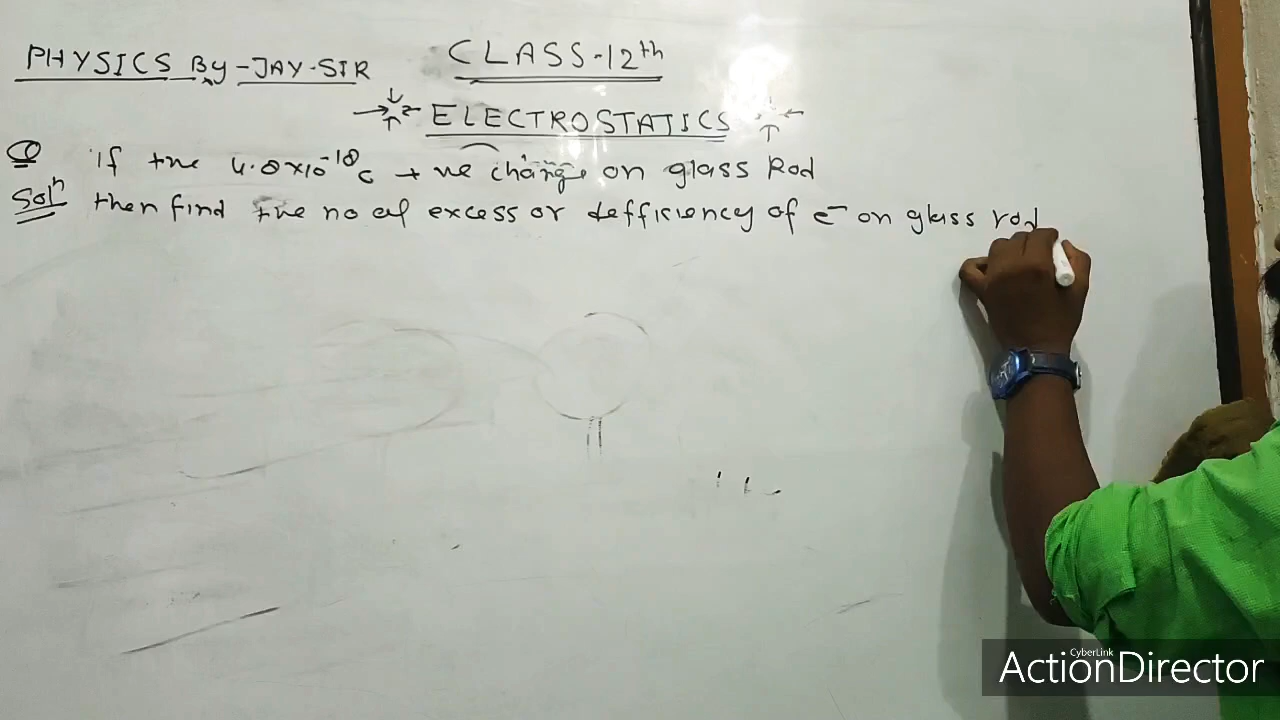 PHYSICS By-JAY-SIR
CLASS-12th
ELECTROSTATICS
Q If the 4.8×10^-18 C +ve charge on glass Rod
Solⁿ then find the no of excess or defficiency of e⁻ on glass rod
CyberLink
ActionDirector